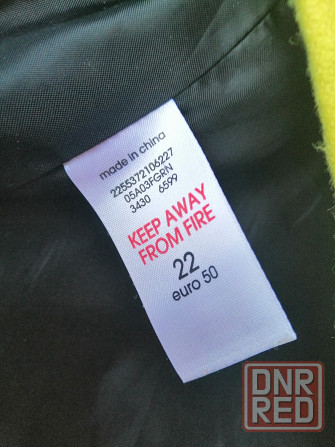 made in china
2255372106227
05A03FGRN
3430 6599
KEEP AWAY
FROM FIRE
22
euro 50
DNR
RED